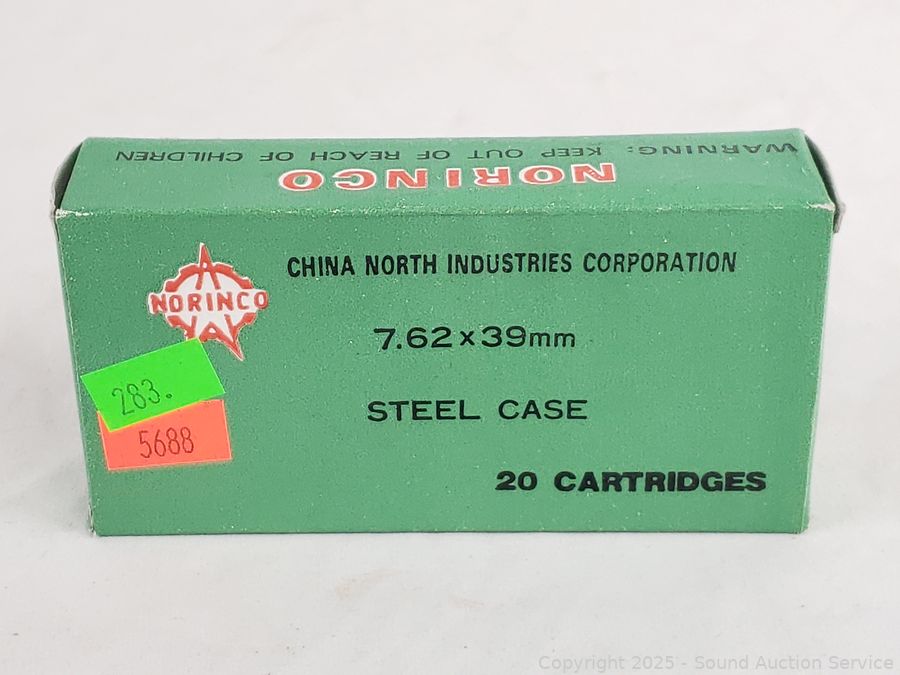 WARNING: KEEP OUT OF REACH OF CHILDREN
NORINCO
CHINA NORTH INDUSTRIES CORPORATION
NORINCO
7.62×39mm
STEEL CASE
20 CARTRIDGES
283.
5688
Copyright 2025 - Sound Auction Service